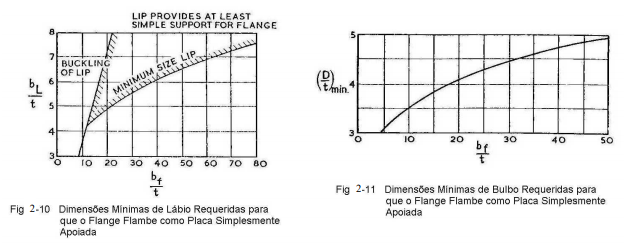 LIP PROVIDES AT LEAST
SIMPLE SUPPORT FOR FLANGE
8
7
6
5
4
3
BUCKLING
OF LIP
MINIMUM SIZE LIP
b_L
t
0 10 20 30 40 50 60 70 80
b_f
t
Fig 2-10 Dimensões Mínimas de Lábio Requeridas para
que o Flange Flambe como Placa Simplesmente
Apoiada
5
4
3
(D/t)min.
0 10 20 30 40 50
b_f
t
Fig 2-11 Dimensões Mínimas de Bulbo Requeridas para
que o Flange Flambe como Placa Simplesmente
Apoiada